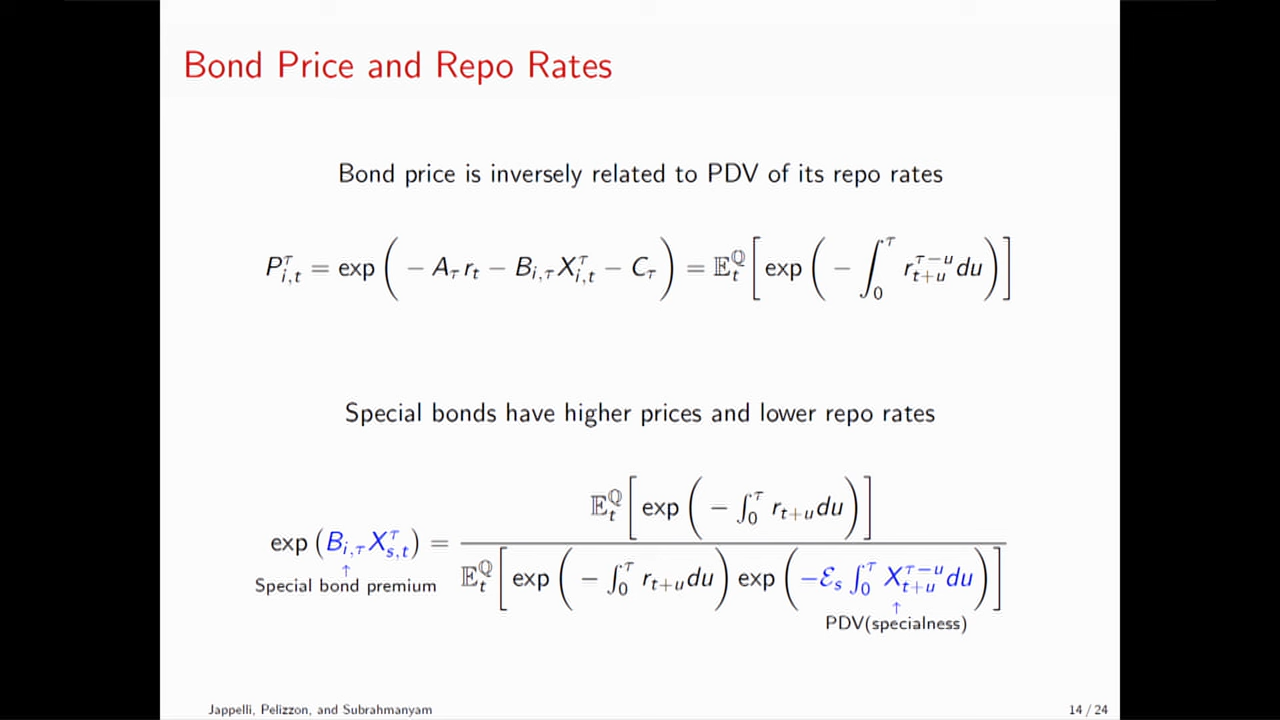 Bond Price and Repo Rates
Bond price is inversely related to PDV of its repo rates
P^τ_{i,t} = exp( − A_τ r_t − B_{i,τ} X^τ_{i,t} − C_τ ) = 𝔼^ℚ_t [ exp( − ∫_0^τ r^{τ−u}_{t+u} du ) ]
Special bonds have higher prices and lower repo rates
exp (B_{i,τ} X^τ_{s,t}) = 𝔼^ℚ_t [ exp( − ∫_0^τ r_{t+u} du ) ] / 𝔼^ℚ_t [ exp( − ∫_0^τ r_{t+u} du ) exp( −ℰ_s ∫_0^τ X^{τ−u}_{t+u} du ) ]
↑ ↑
Special bond premium
PDV(specialness)
Jappelli, Pelizzon, and Subrahmanyam
14 / 24